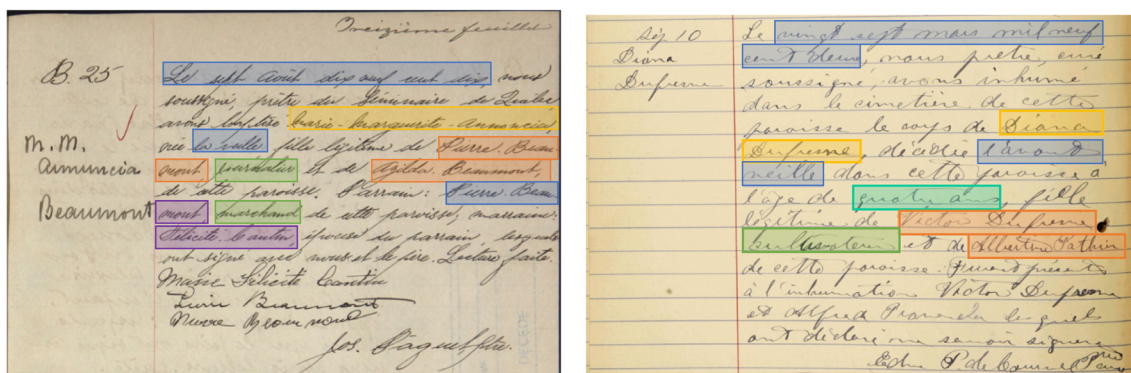 B. 25
M. M.
Annuncia
Beaumont
Le sept Août dix neuf cent dix, nous
soussigné, prêtre du Séminaire de Québec
avons baptisé Marie-Marguerite-Annuncia
née la veille, fille légitime de Pierre Beau
mont, et de Azilda Beaumont,
de cette paroisse. Parrain: Pierre Beau
mont, marchand de cette paroisse, marraine:
Félicité Cantin, épouse du parrain, lesquels
ont signé avec nous et le père. Lecture faite.
Marie Félicité Cantin
Beaumont
Pierre Beaumont
Jos. Paquet, ptre.
DÉCÉDÉ
Sép 10
Diana
Dufresne
Le vingt sept mars mil neuf
cent deux, nous prêtre, curé
soussigné, avons inhumé
dans le cimetière de cette
paroisse le corps de Diana
Dufresne, décédée l'avant
veille dans cette paroisse à
l'âge de quatre ans, fille
légitime de Victor Dufresne
cultivateur et de Albertine
de cette paroisse. Furent présents
à l'inhumation Victor Dufresne
et Alfred lesquels
ont déclaré ne savoir signer